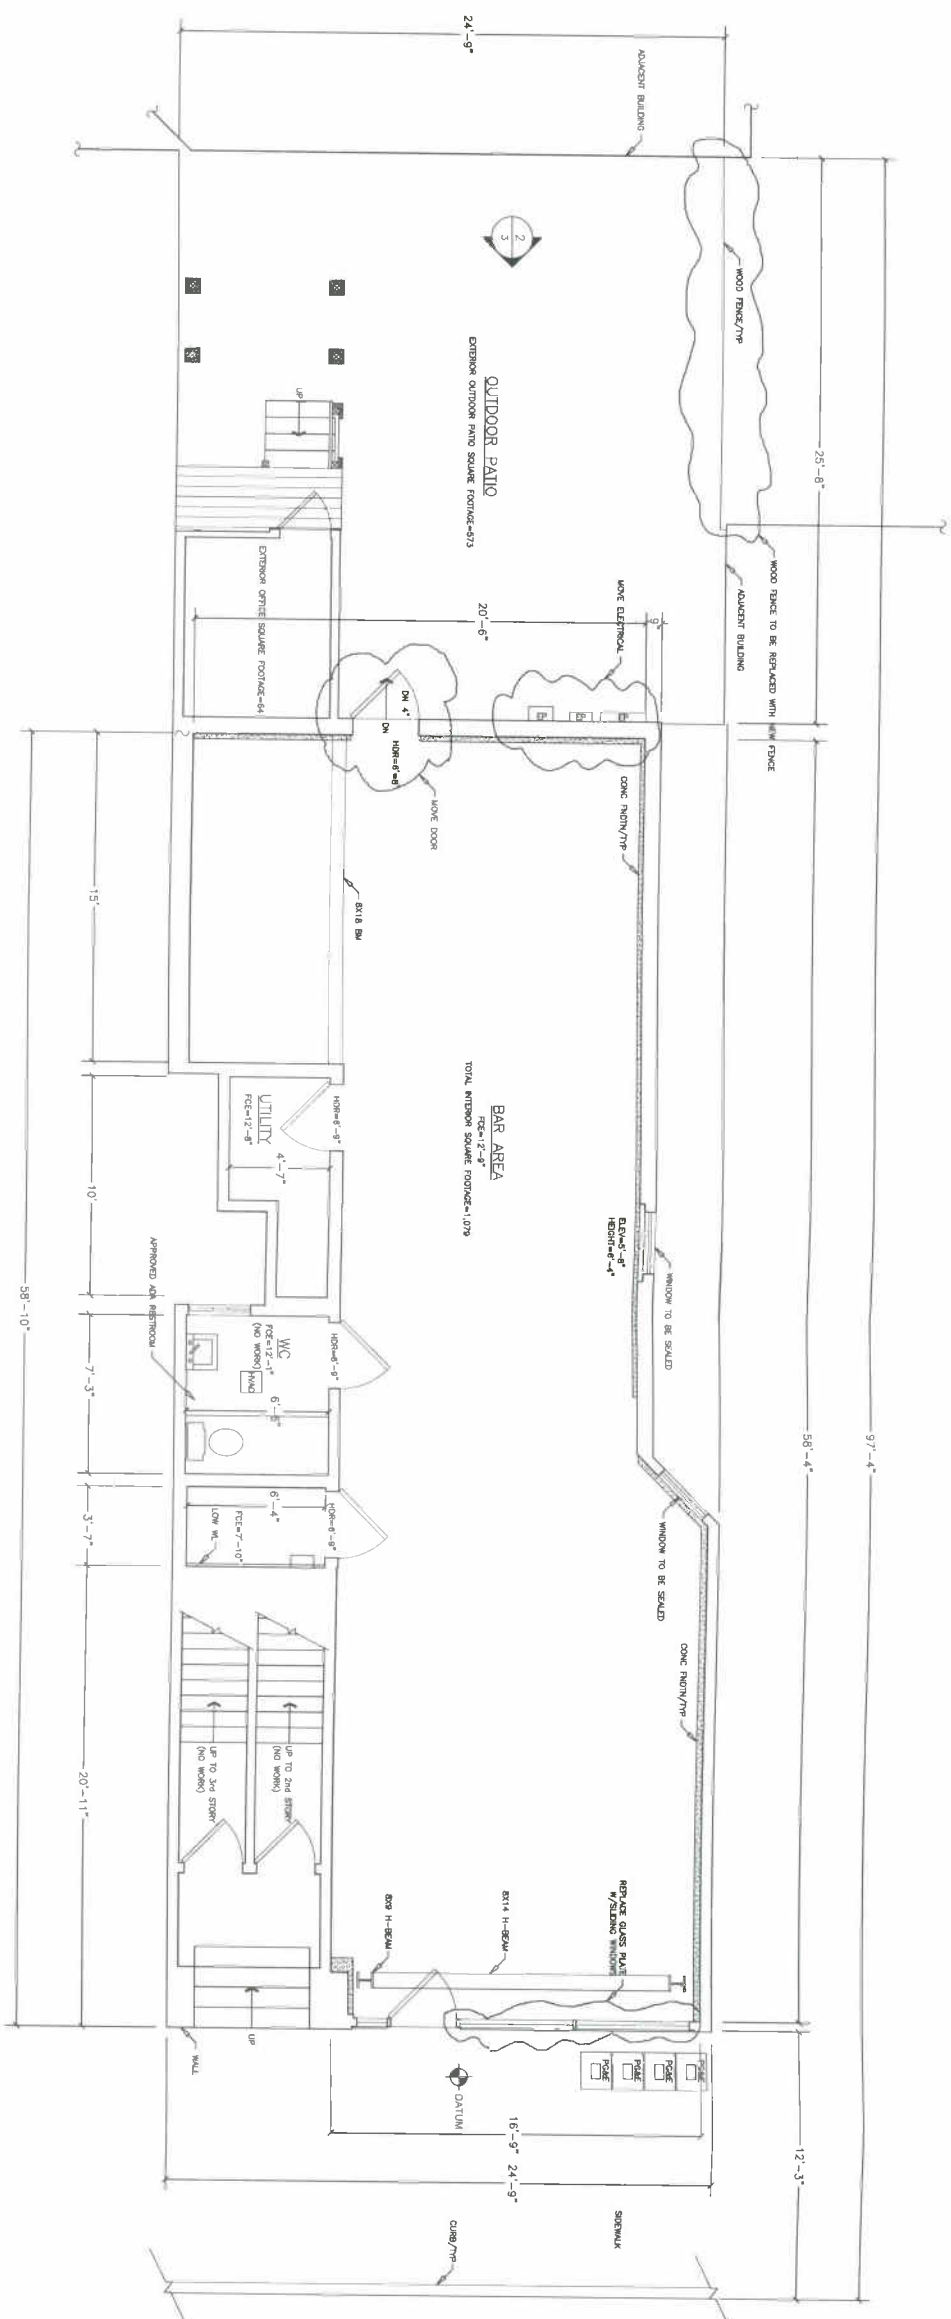 24'-9"
ADJACENT BUILDING
WOOD FENCE/TYP
25'-8"
97'-4"
2
3
OUTDOOR PATIO
EXTERIOR OUTDOOR PATIO SQUARE FOOTAGE=573
UP
WOOD FENCE TO BE REPLACED WITH NEW FENCE
ADJACENT BUILDING
MOVE ELECTRICAL
9"
20'-6"
EXTERIOR OFFICE SQUARE FOOTAGE=64
DN 4"
DN
HDR=6'=8"
MOVE DOOR
CONC FNDTN/TYP
8X18 BM
15'
BAR AREA
FCE=12'-9"
TOTAL INTERIOR SQUARE FOOTAGE=1,079
HDR=6'-9"
UTILITY
FCE=12'-8"
4'-7"
10'
ELEV=5'-8"
HEIGHT=6'-4"
WINDOW TO BE SEALED
APPROVED ADA RESTROOM
58'-10"
HDR=6'-9"
WC
FCE=12'-1"
(NO WORK)
HVAC
7'-3"
58'-4"
WINDOW TO BE SEALED
HDR=6'-9"
6'-4"
FCE=7'-10"
LOW WL
3'-7"
CONC FNDTN/TYP
UP TO 2nd STORY
(NO WORK)
UP TO 3rd STORY
(NO WORK)
20'-11"
REPLACE GLASS PLATE
W/SLIDING WINDOWS
8X14 H-BEAM
8X9 H-BEAM
UP
WALL
PG&E
PG&E
PG&E
PG&E
DATUM
16'-9"
24'-9"
12'-3"
SIDEWALK
CURB/TYP